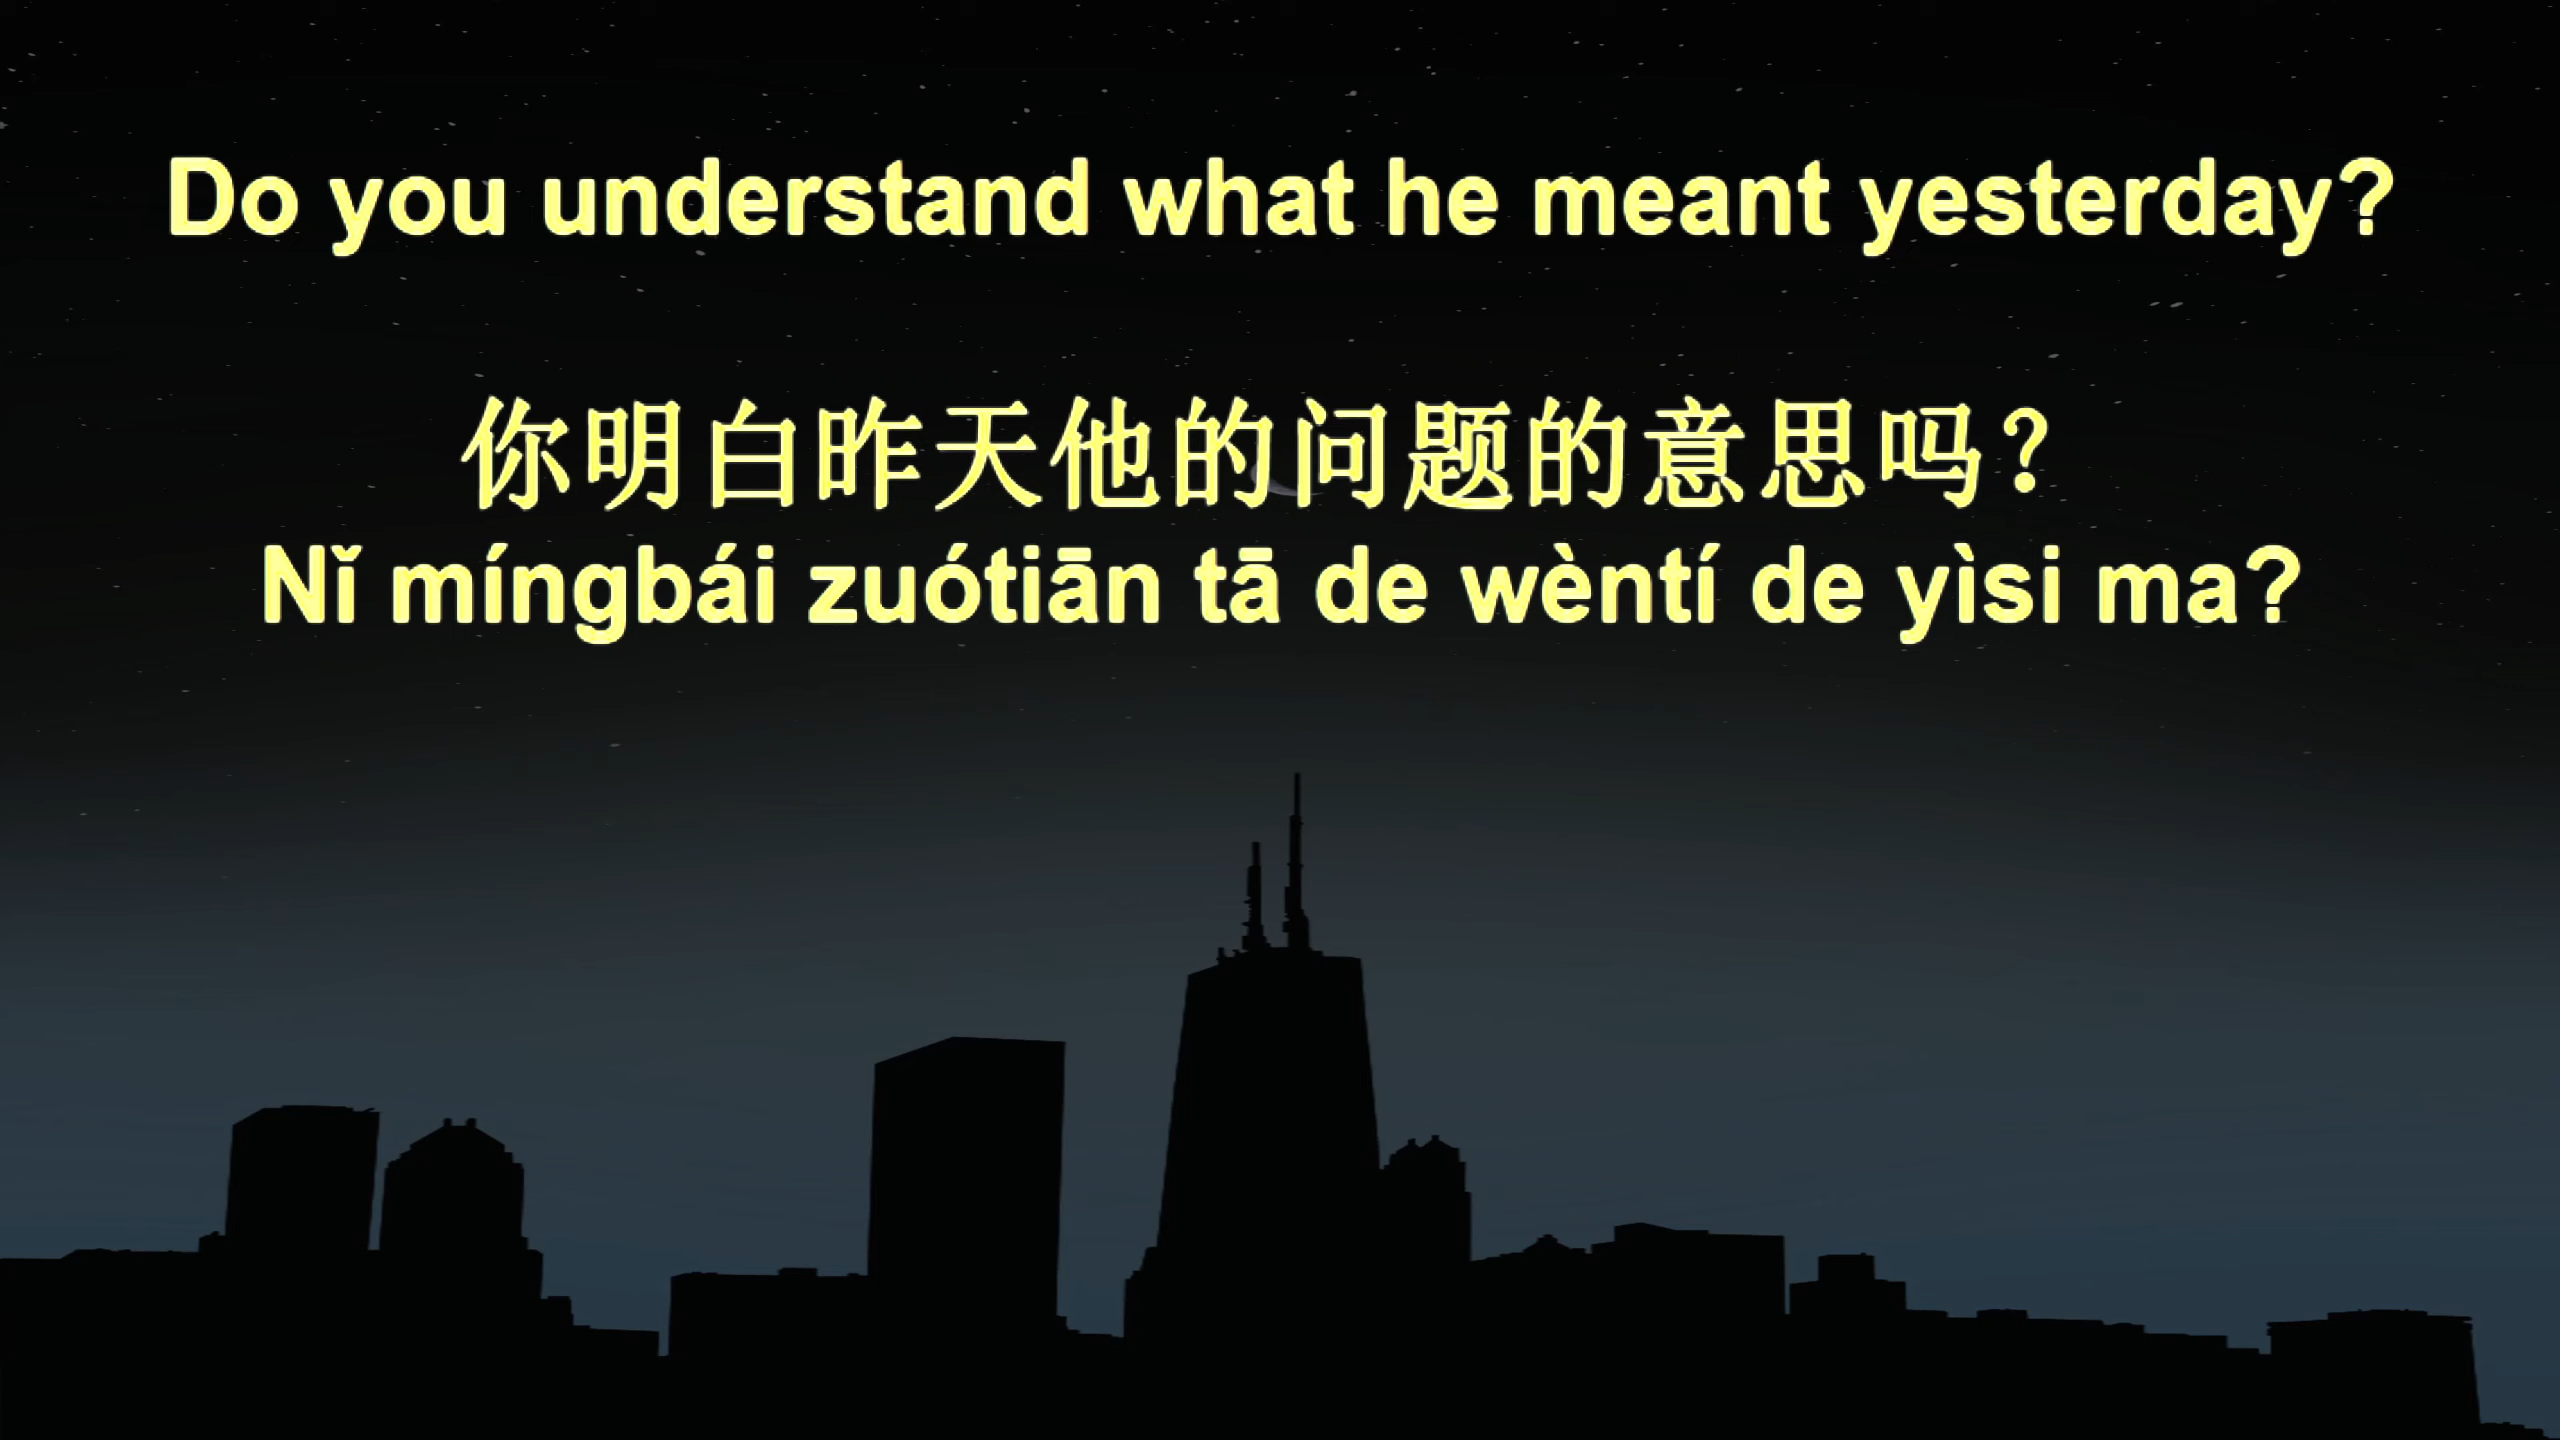 Do you understand what he meant yesterday?
你明白昨天他的问题的意思吗？
Nǐ míngbái zuótiān tā de wèntí de yìsi ma?